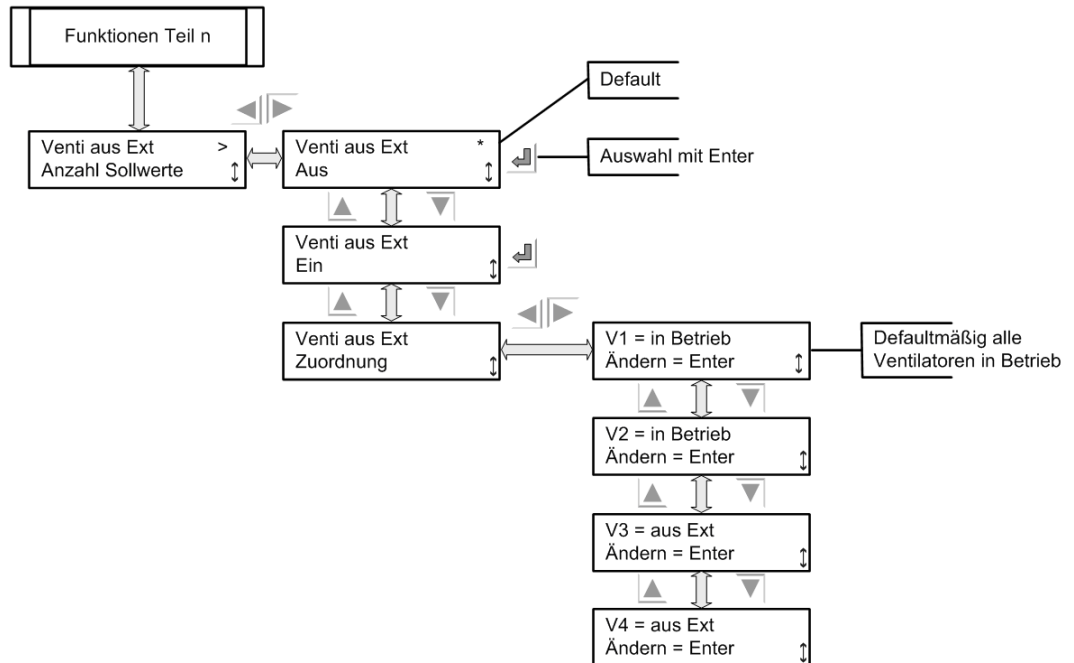 Funktionen Teil n
Default
Venti aus Ext >
Anzahl Sollwerte
Venti aus Ext *
Aus
Auswahl mit Enter
Venti aus Ext
Ein
Venti aus Ext
Zuordnung
V1 = in Betrieb
Ändern = Enter
Defaultmäßig alle
Ventilatoren in Betrieb
V2 = in Betrieb
Ändern = Enter
V3 = aus Ext
Ändern = Enter
V4 = aus Ext
Ändern = Enter